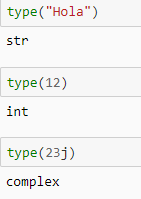 type("Hola")
str
type(12)
int
type(23j)
complex